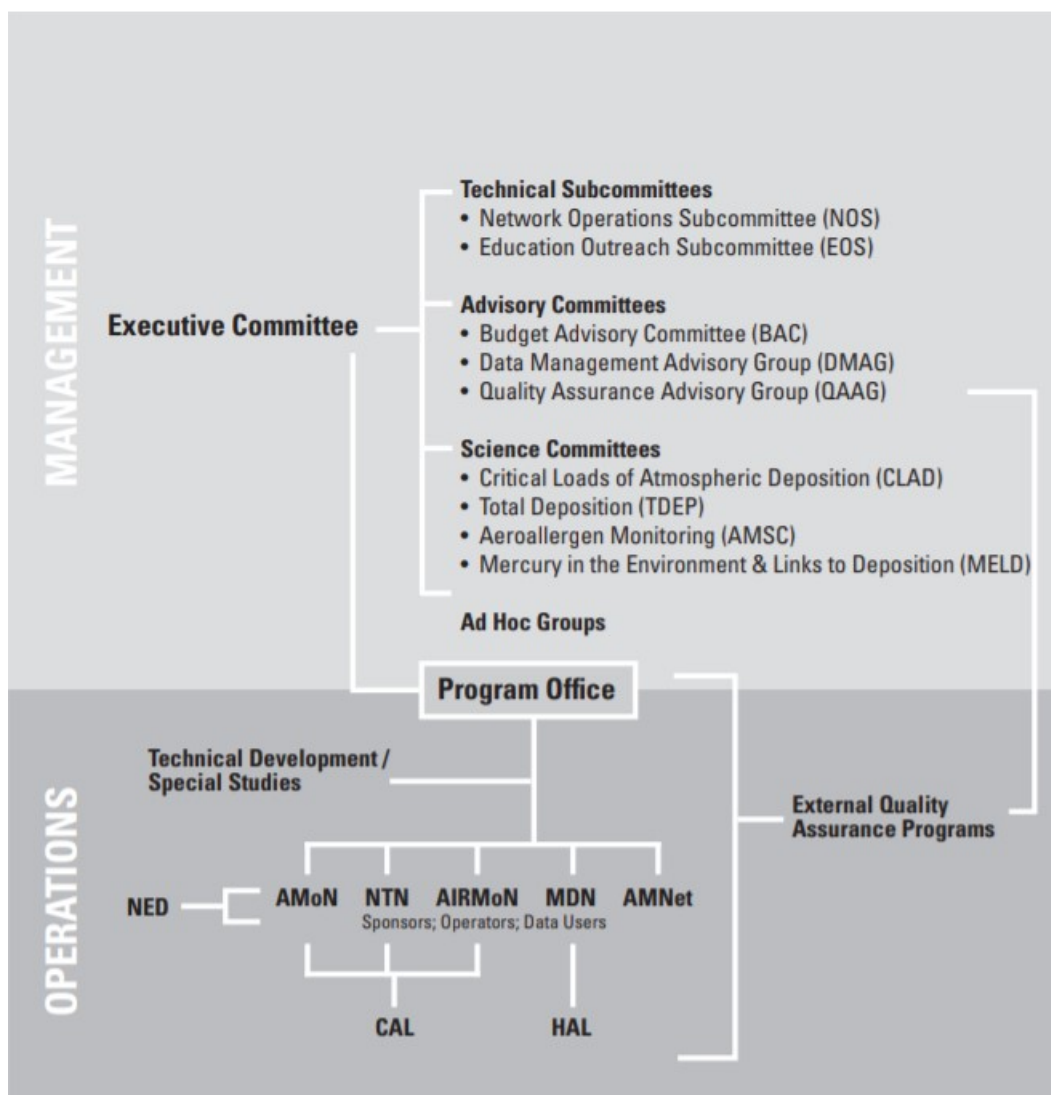 MANAGEMENT
Technical Subcommittees
• Network Operations Subcommittee (NOS)
• Education Outreach Subcommittee (EOS)
Executive Committee
Advisory Committees
• Budget Advisory Committee (BAC)
• Data Management Advisory Group (DMAG)
• Quality Assurance Advisory Group (QAAG)
Science Committees
• Critical Loads of Atmospheric Deposition (CLAD)
• Total Deposition (TDEP)
• Aeroallergen Monitoring (AMSC)
• Mercury in the Environment & Links to Deposition (MELD)
Ad Hoc Groups
Program Office
OPERATIONS
Technical Development /
Special Studies
External Quality
Assurance Programs
NED
AMoN NTN AIRMoN MDN AMNet
Sponsors; Operators; Data Users
CAL HAL